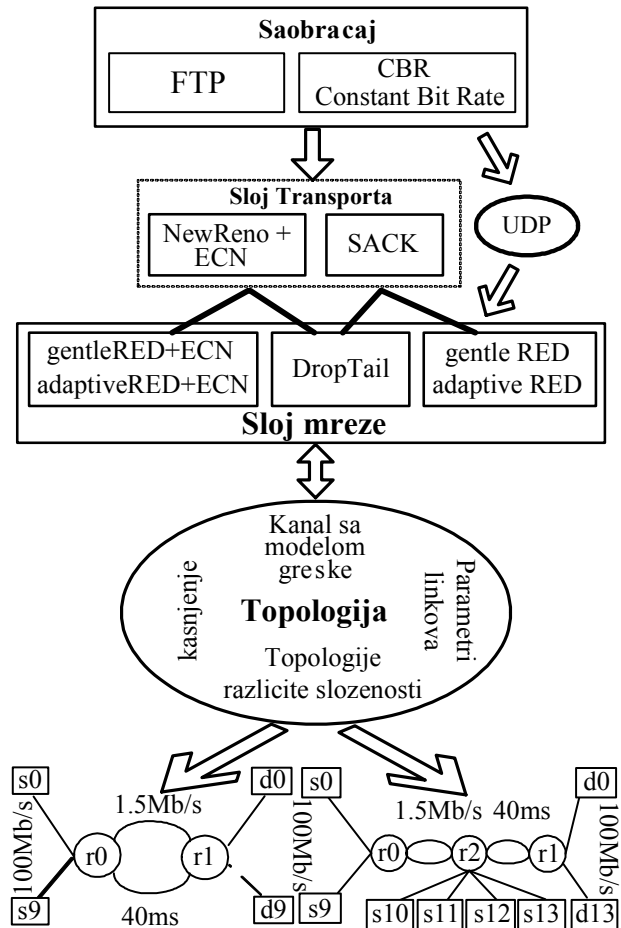 Saobracaj
FTP
CBR
Constant Bit Rate
Sloj Transporta
NewReno +
ECN
SACK
UDP
gentleRED+ECN
adaptiveRED+ECN
DropTail
gentle RED
adaptive RED
Sloj mreze
Kanal sa
modelom
greske
kasnjenje
Parametri
linkova
Topologija
Topologije
razlicite slozenosti
s0
100Mb/s
s9
r0
1.5Mb/s
40ms
r1
d0
100Mb/s
d9
s0
s9
r0
1.5Mb/s 40ms
r2
r1
d0
100Mb/s
s10
s11
s12
s13
d13